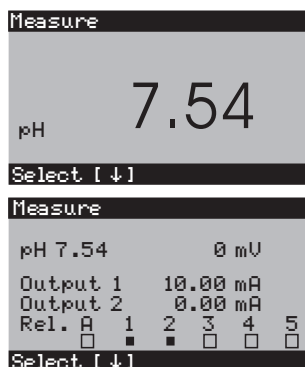 Measure
7.54
pH
Select [↓]
Measure
pH 7.54 0 mV
Output 1 10.00 mA
Output 2 0.00 mA
Rel. A 1 2 3 4 5
□ ■ ■ □ □ □
Select [↓]